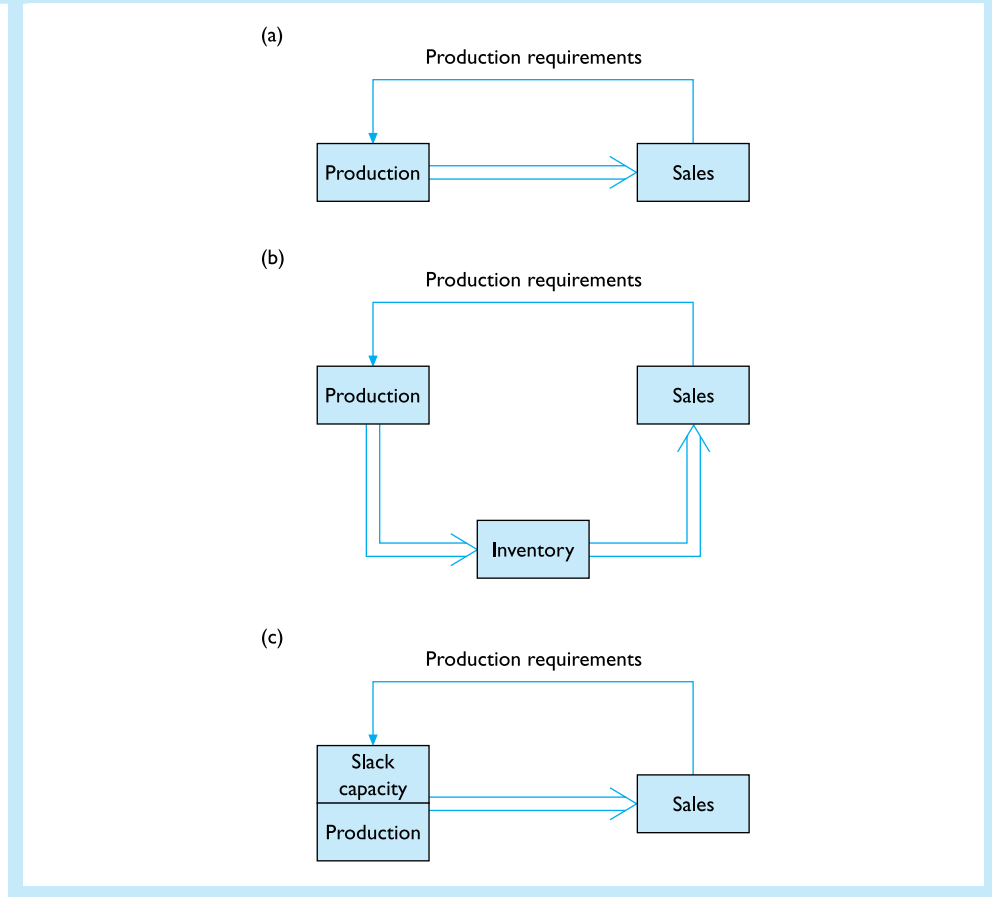 (a)
Production requirements
Production
Sales
(b)
Production requirements
Production
Sales
Inventory
(c)
Production requirements
Slack
capacity
Production
Sales